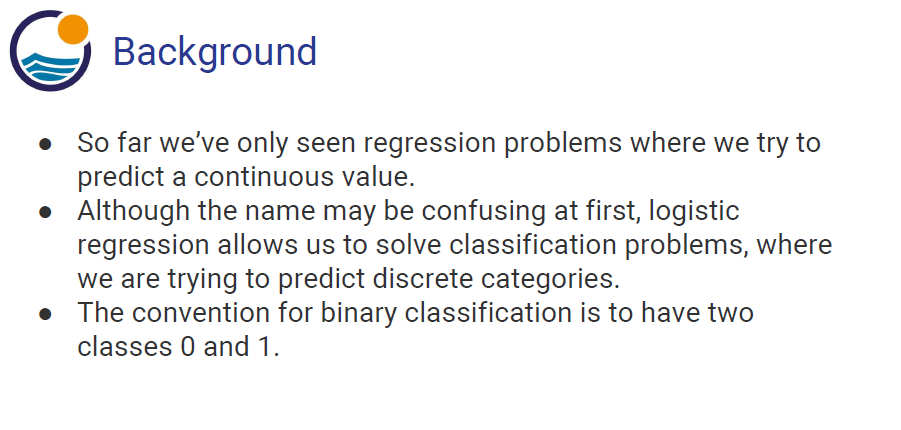 Background
● So far we’ve only seen regression problems where we try to
predict a continuous value.
● Although the name may be confusing at first, logistic
regression allows us to solve classification problems, where
we are trying to predict discrete categories.
● The convention for binary classification is to have two
classes 0 and 1.